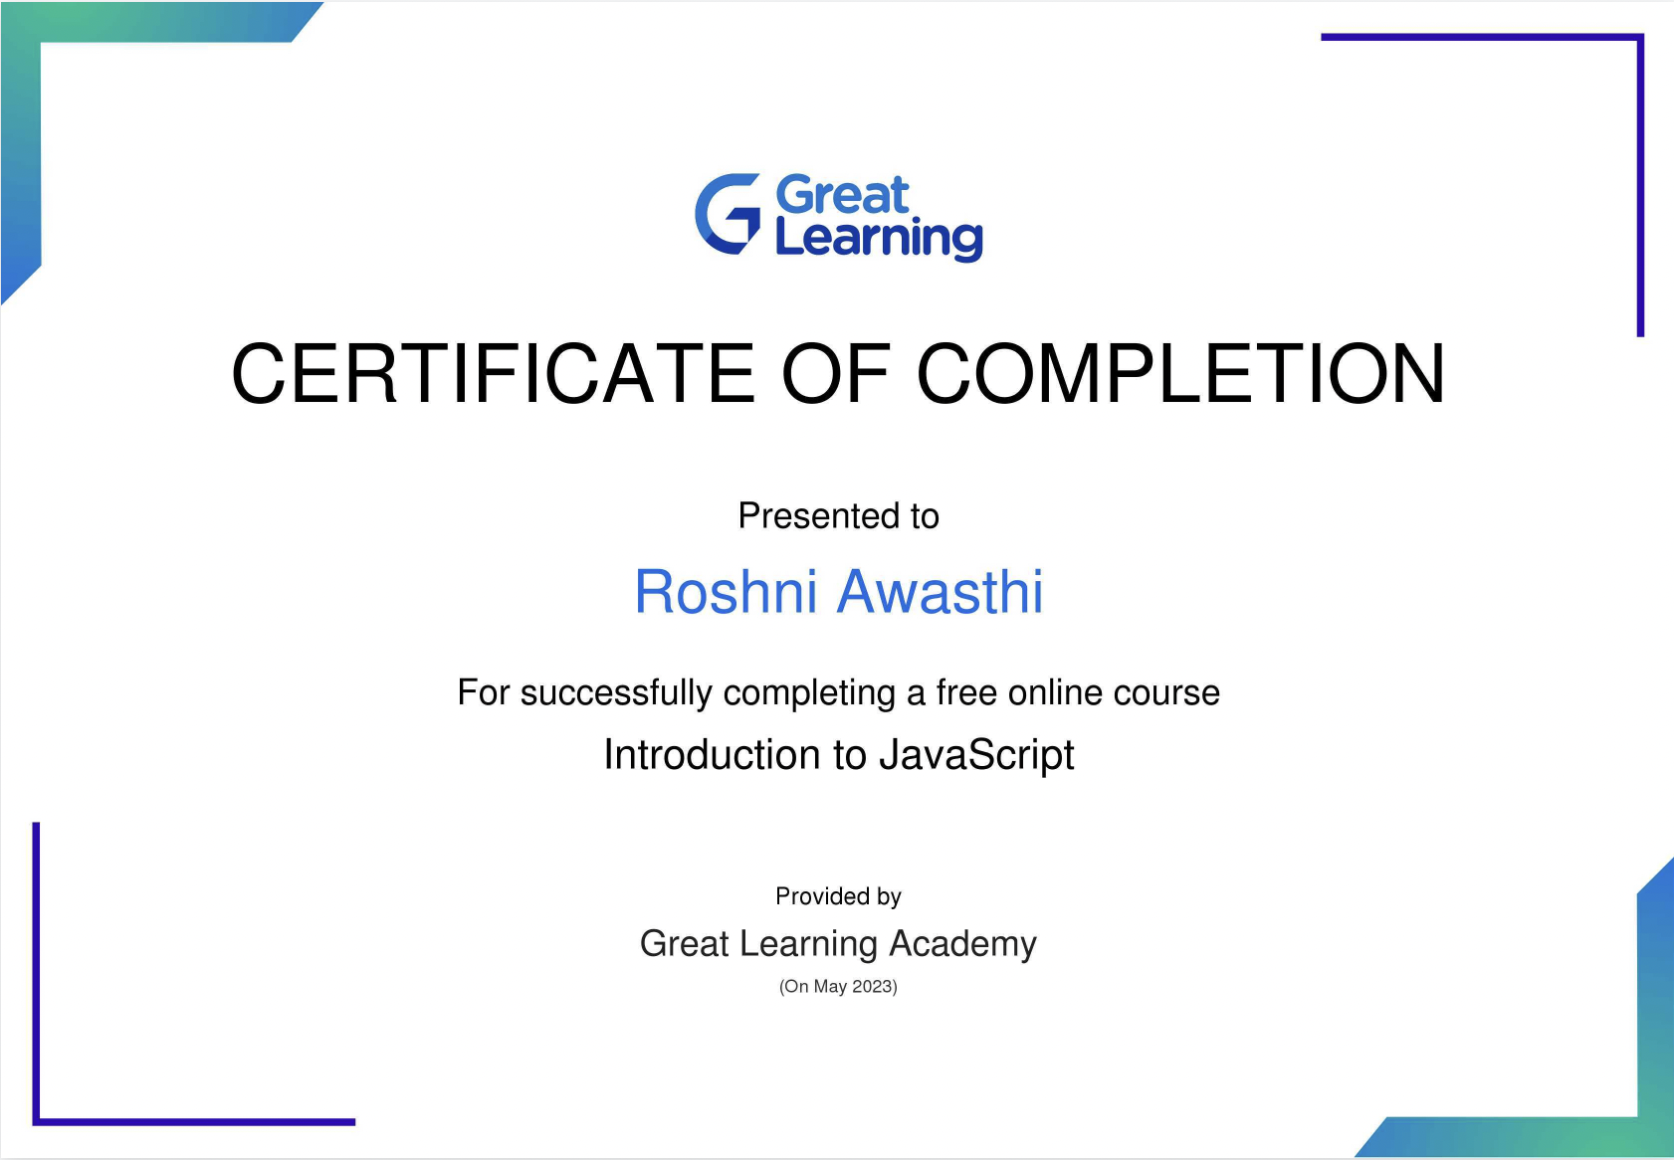 Great
Learning
CERTIFICATE OF COMPLETION
Presented to
Roshni Awasthi
For successfully completing a free online course
Introduction to JavaScript
Provided by
Great Learning Academy
(On May 2023)